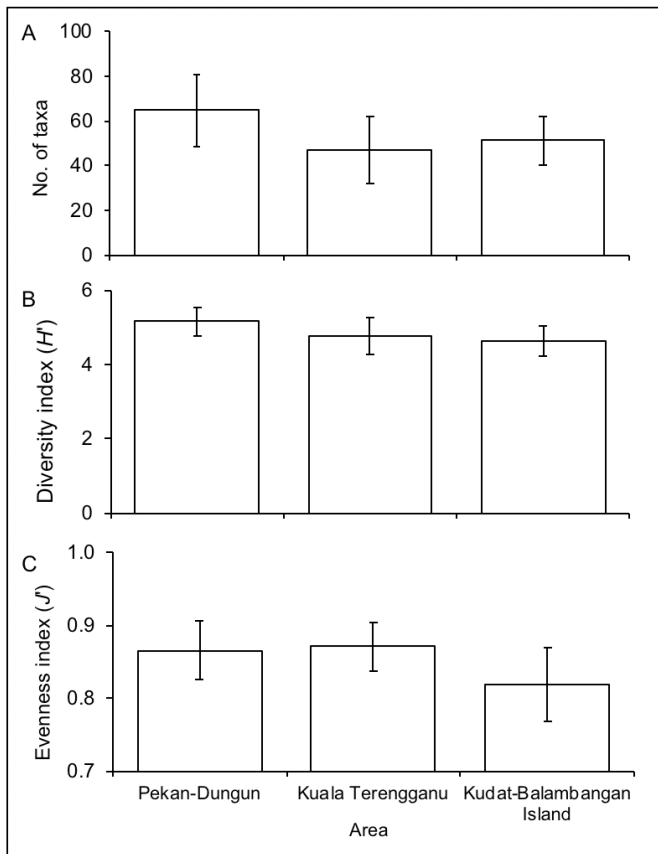 A
No. of taxa
100
80
60
40
20
0
B
Diversity index (H')
6
4
2
0
C
Evenness index (J')
1.0
0.9
0.8
0.7
Pekan-Dungun
Kuala Terengganu
Kudat-Balambangan
Island
Area